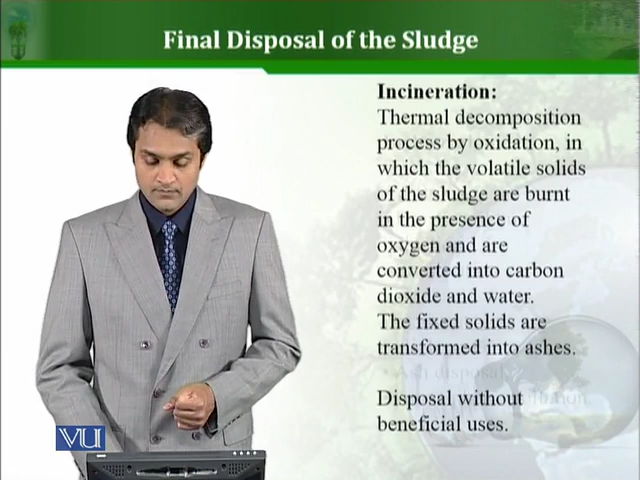 Final Disposal of the Sludge
Incineration:
Thermal decomposition
process by oxidation, in
which the volatile solids
of the sludge are burnt
in the presence of
oxygen and are
converted into carbon
dioxide and water.
The fixed solids are
transformed into ashes.
Disposal without
beneficial uses.
VU